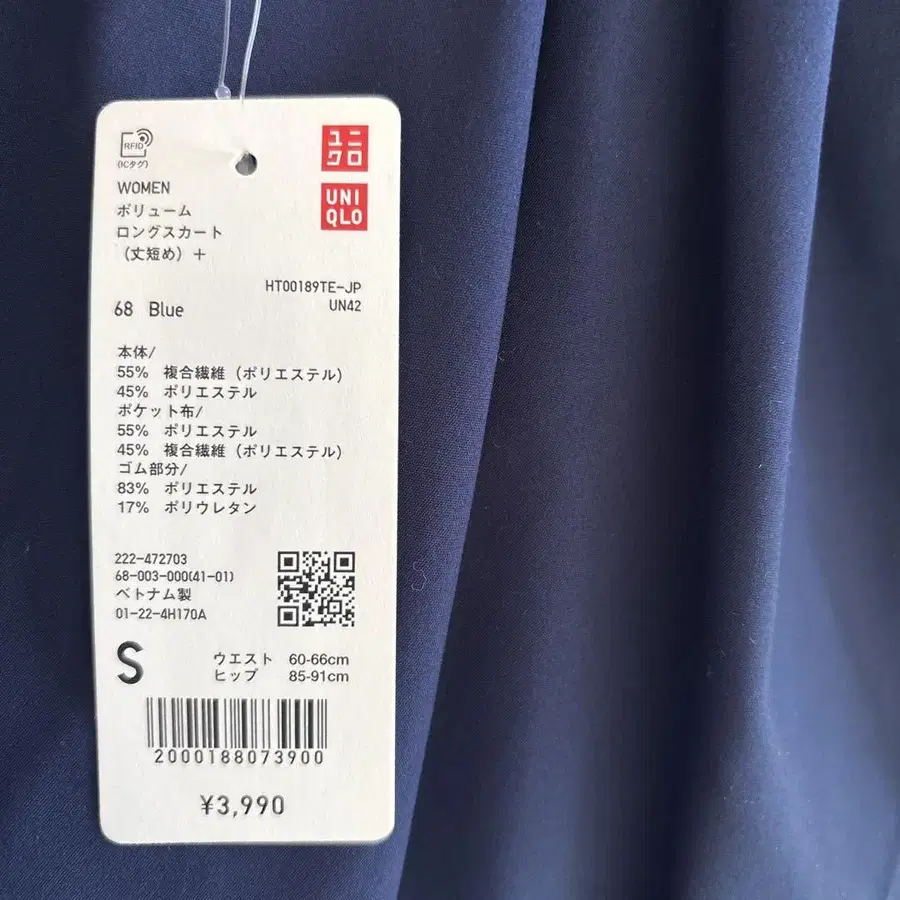 RFID
(ICタグ)
ユニ
クロ
UNI
QLO
WOMEN
ボリューム
ロングスカート
(丈短め)+
HT00189TE-JP
UN42
68 Blue
本体/
55% 複合繊維(ポリエステル)
45% ポリエステル
ポケット布/
55% ポリエステル
45% 複合繊維(ポリエステル)
ゴム部分/
83% ポリエステル
17% ポリウレタン
222-472703
68-003-000(41-01)
ベトナム製
01-22-4H170A
S
ウエスト 60-66cm
ヒップ 85-91cm
2000188073900
¥3,990